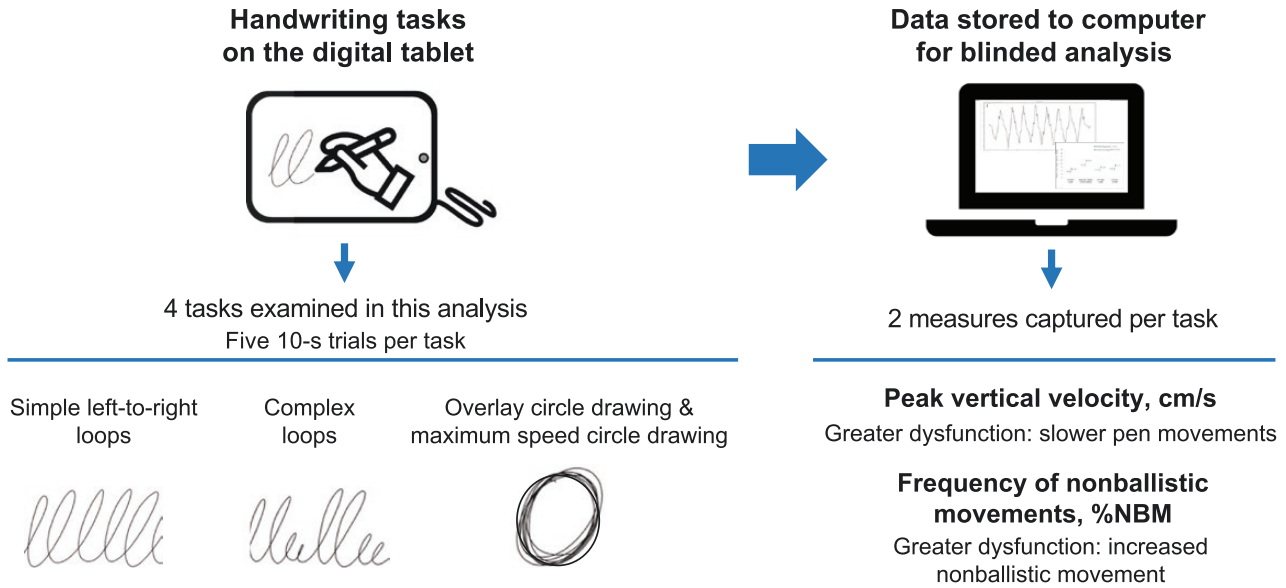 Handwriting tasks
on the digital tablet
4 tasks examined in this analysis
Five 10-s trials per task
Simple left-to-right
loops
Complex
loops
Overlay circle drawing &
maximum speed circle drawing
Data stored to computer
for blinded analysis
2 measures captured per task
Peak vertical velocity, cm/s
Greater dysfunction: slower pen movements
Frequency of nonballistic
movements, %NBM
Greater dysfunction: increased
nonballistic movement